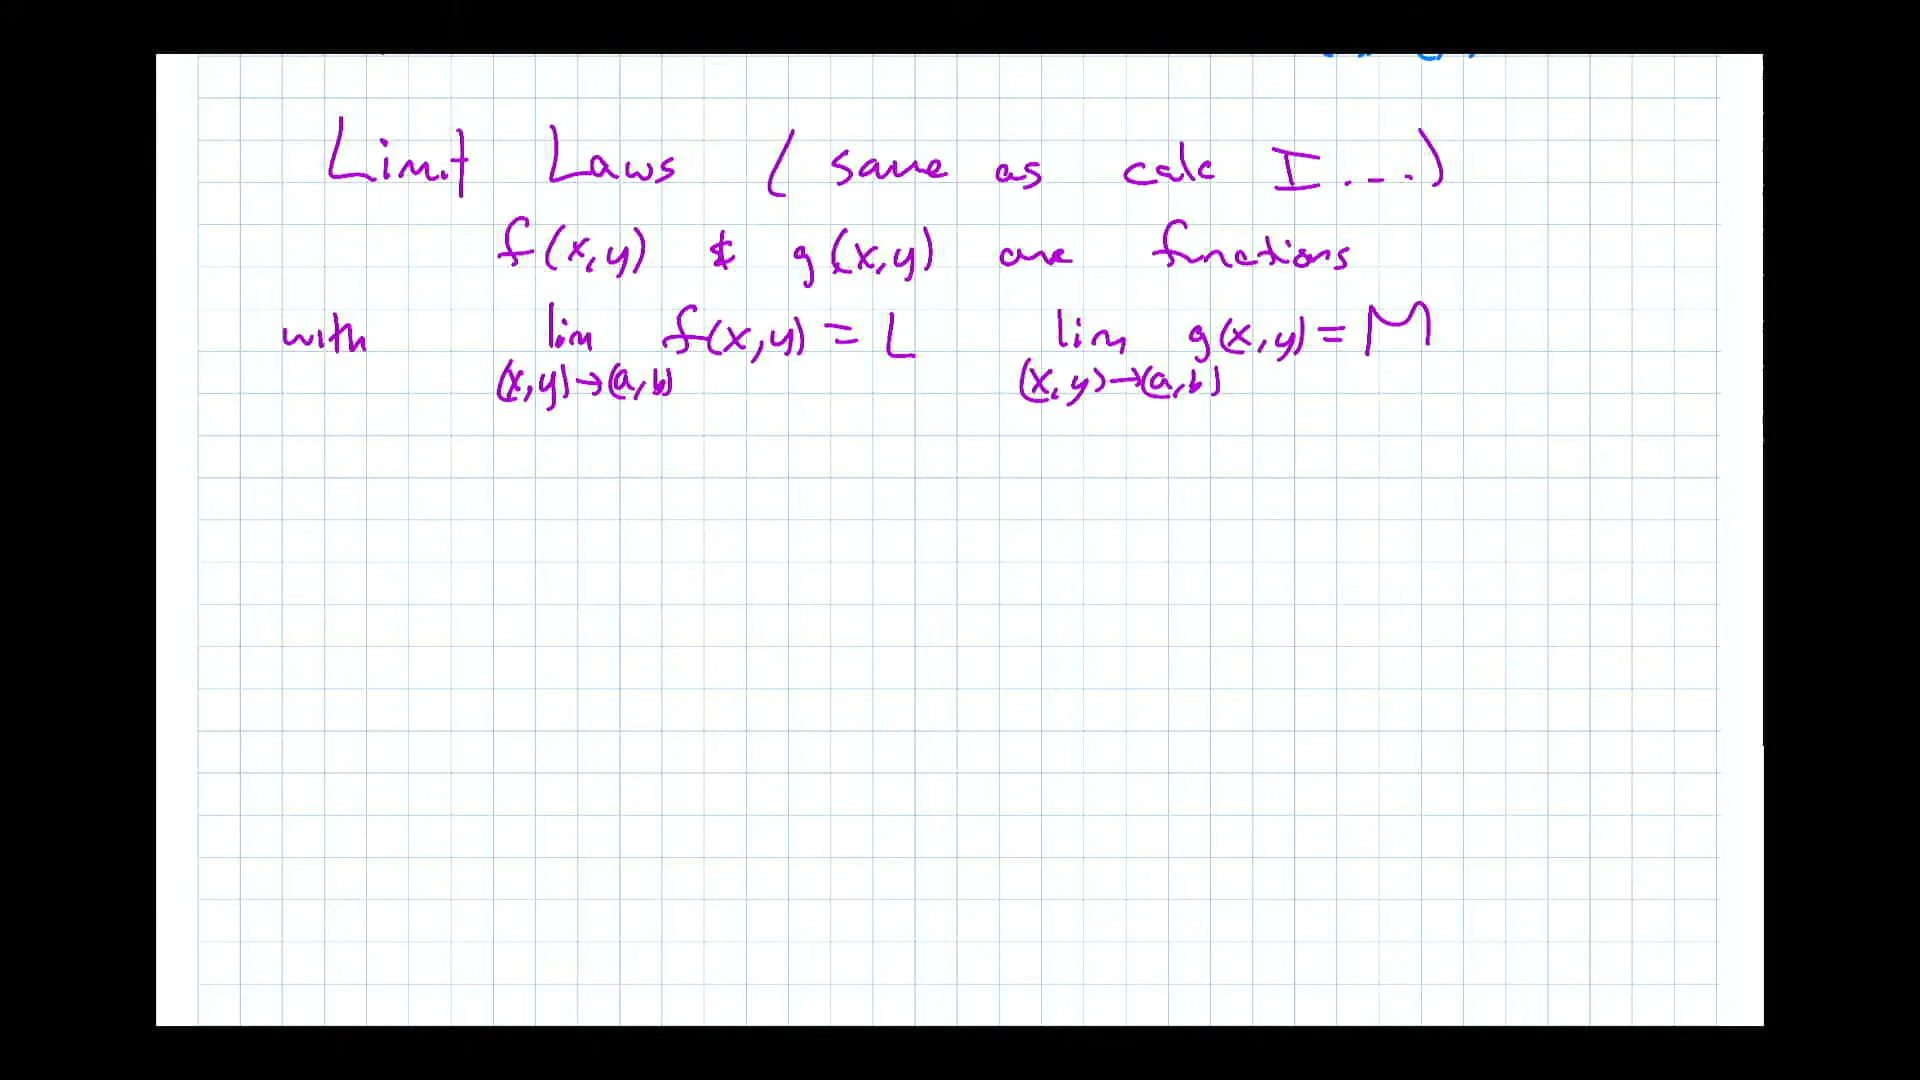 Limit Laws (same as calc I...)
f(x,y) & g(x,y) are functions
with lim f(x,y) = L lim g(x,y) = M
(x,y)→(a,b) (x,y)→(a,b)